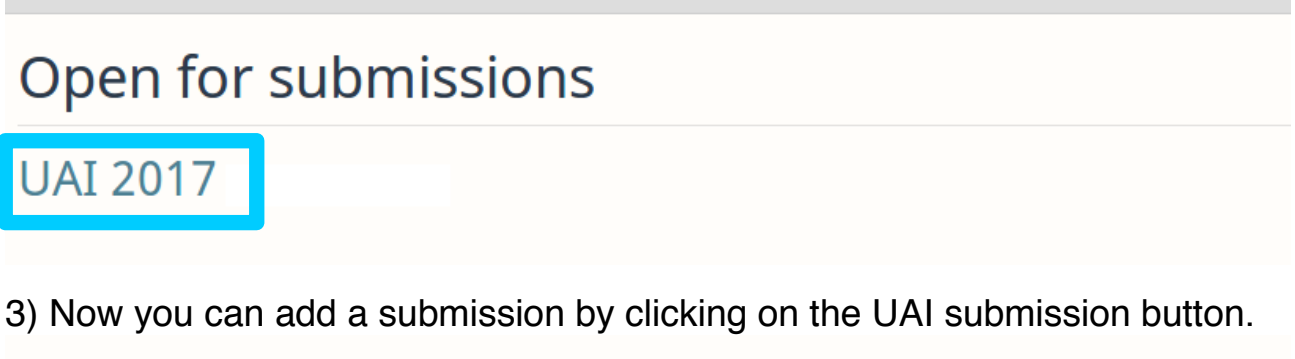 Open for submissions
UAI 2017
3) Now you can add a submission by clicking on the UAI submission button.